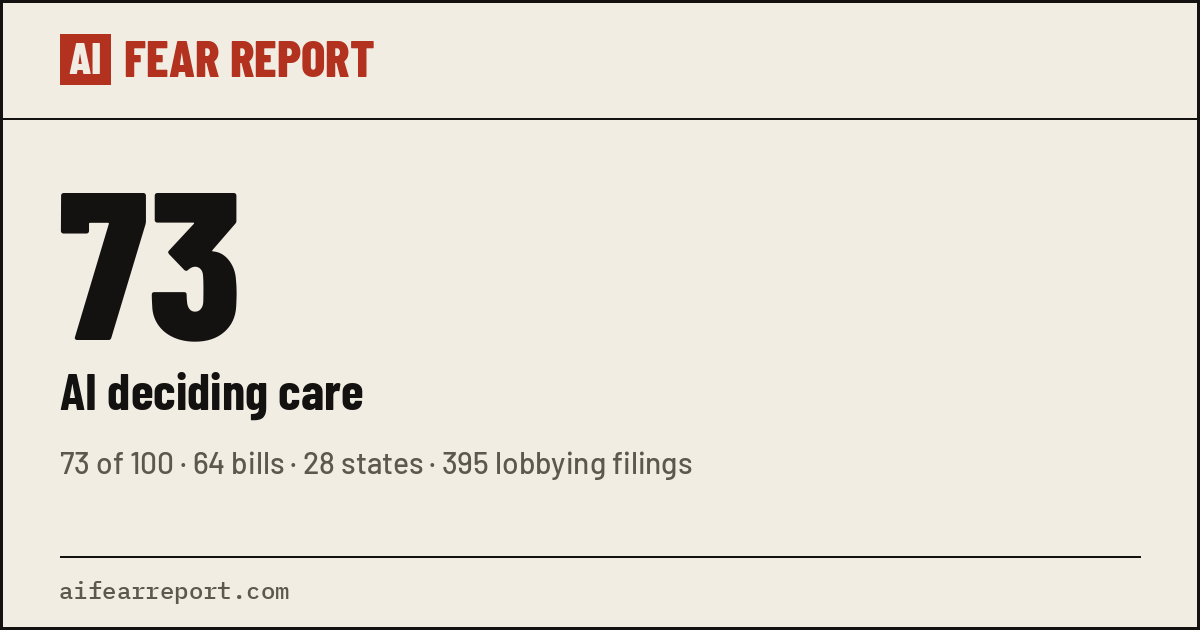 AI FEAR REPORT
73
AI deciding care
73 of 100 · 64 bills · 28 states · 395 lobbying filings
aifearreport.com